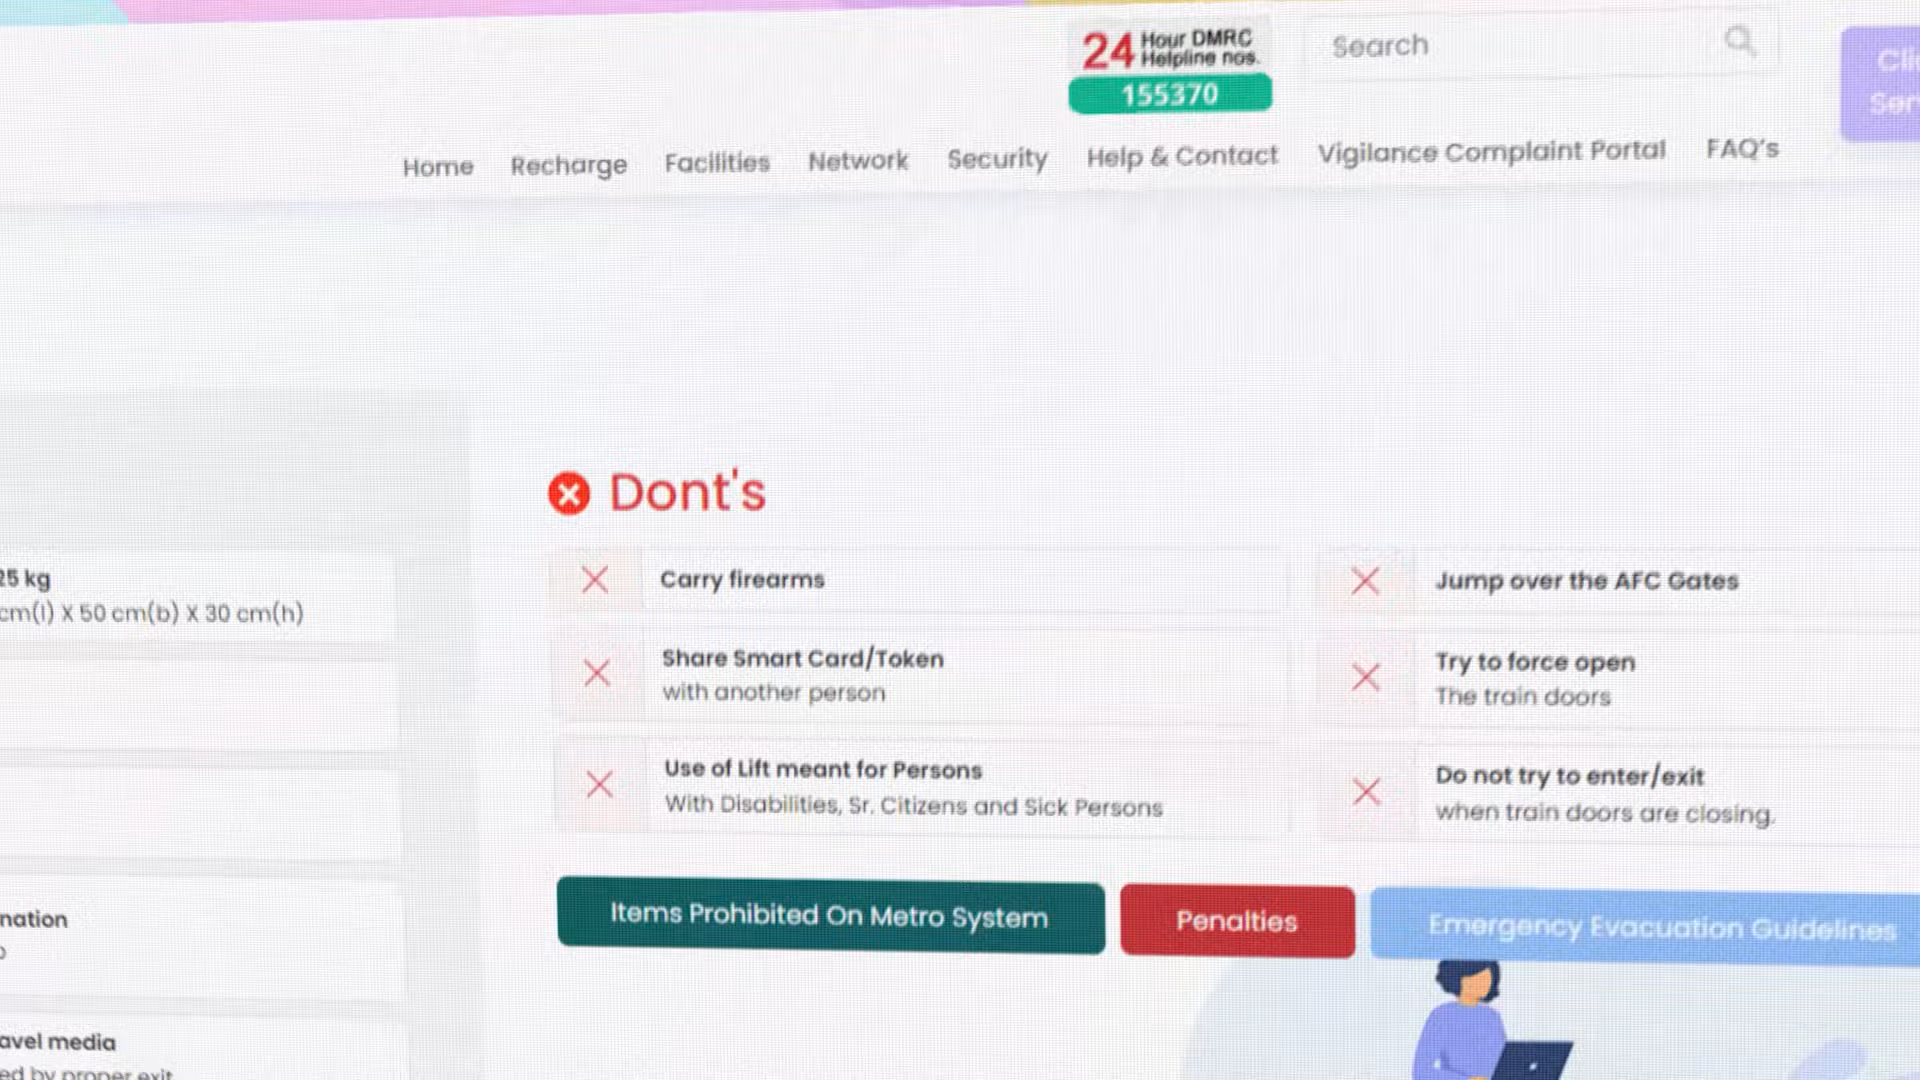 24 Hour DMRC
Helpline nos.
155370
Search
Home Recharge Facilities Network Security Help & Contact Vigilance Complaint Portal FAQ's
Dont's
25 kg
cm(l) X 50 cm(b) X 30 cm(h)
Carry firearms
Share Smart Card/Token
with another person
Use of Lift meant for Persons
With Disabilities, Sr. Citizens and Sick Persons
Jump over the AFC Gates
Try to force open
The train doors
Do not try to enter/exit
when train doors are closing.
Items Prohibited On Metro System
Penalties
Emergency Evacuation Guidelines
media
by proper exit